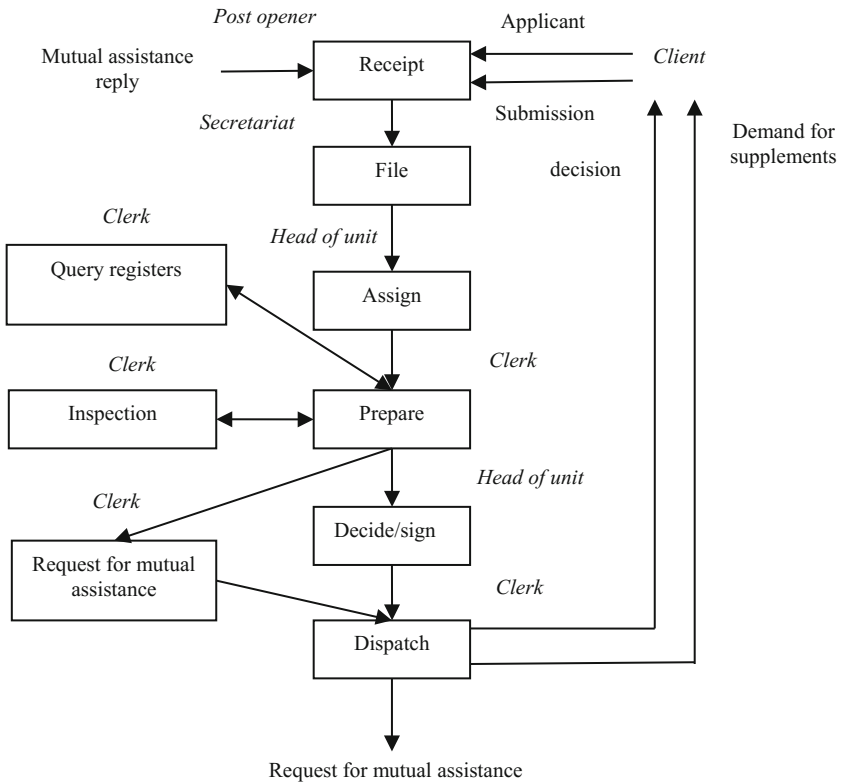 Post opener
Applicant
Mutual assistance
reply
Receipt
Client
Secretariat
Submission
Demand for
supplements
File
decision
Clerk
Head of unit
Query registers
Assign
Clerk
Clerk
Inspection
Prepare
Head of unit
Clerk
Decide/sign
Request for mutual
assistance
Clerk
Dispatch
Request for mutual assistance